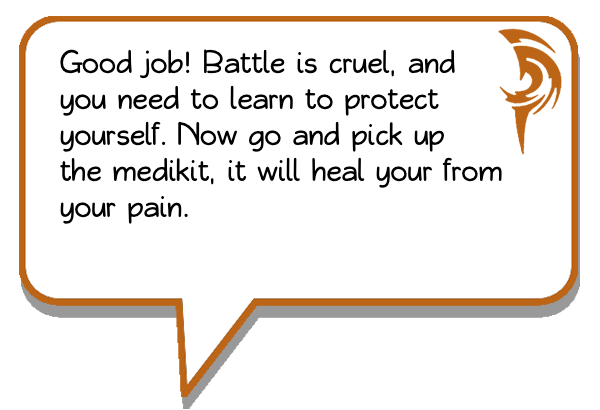 Good job! Battle is cruel, and
you need to learn to protect
yourself. Now go and pick up
the medikit, it will heal your from
your pain.